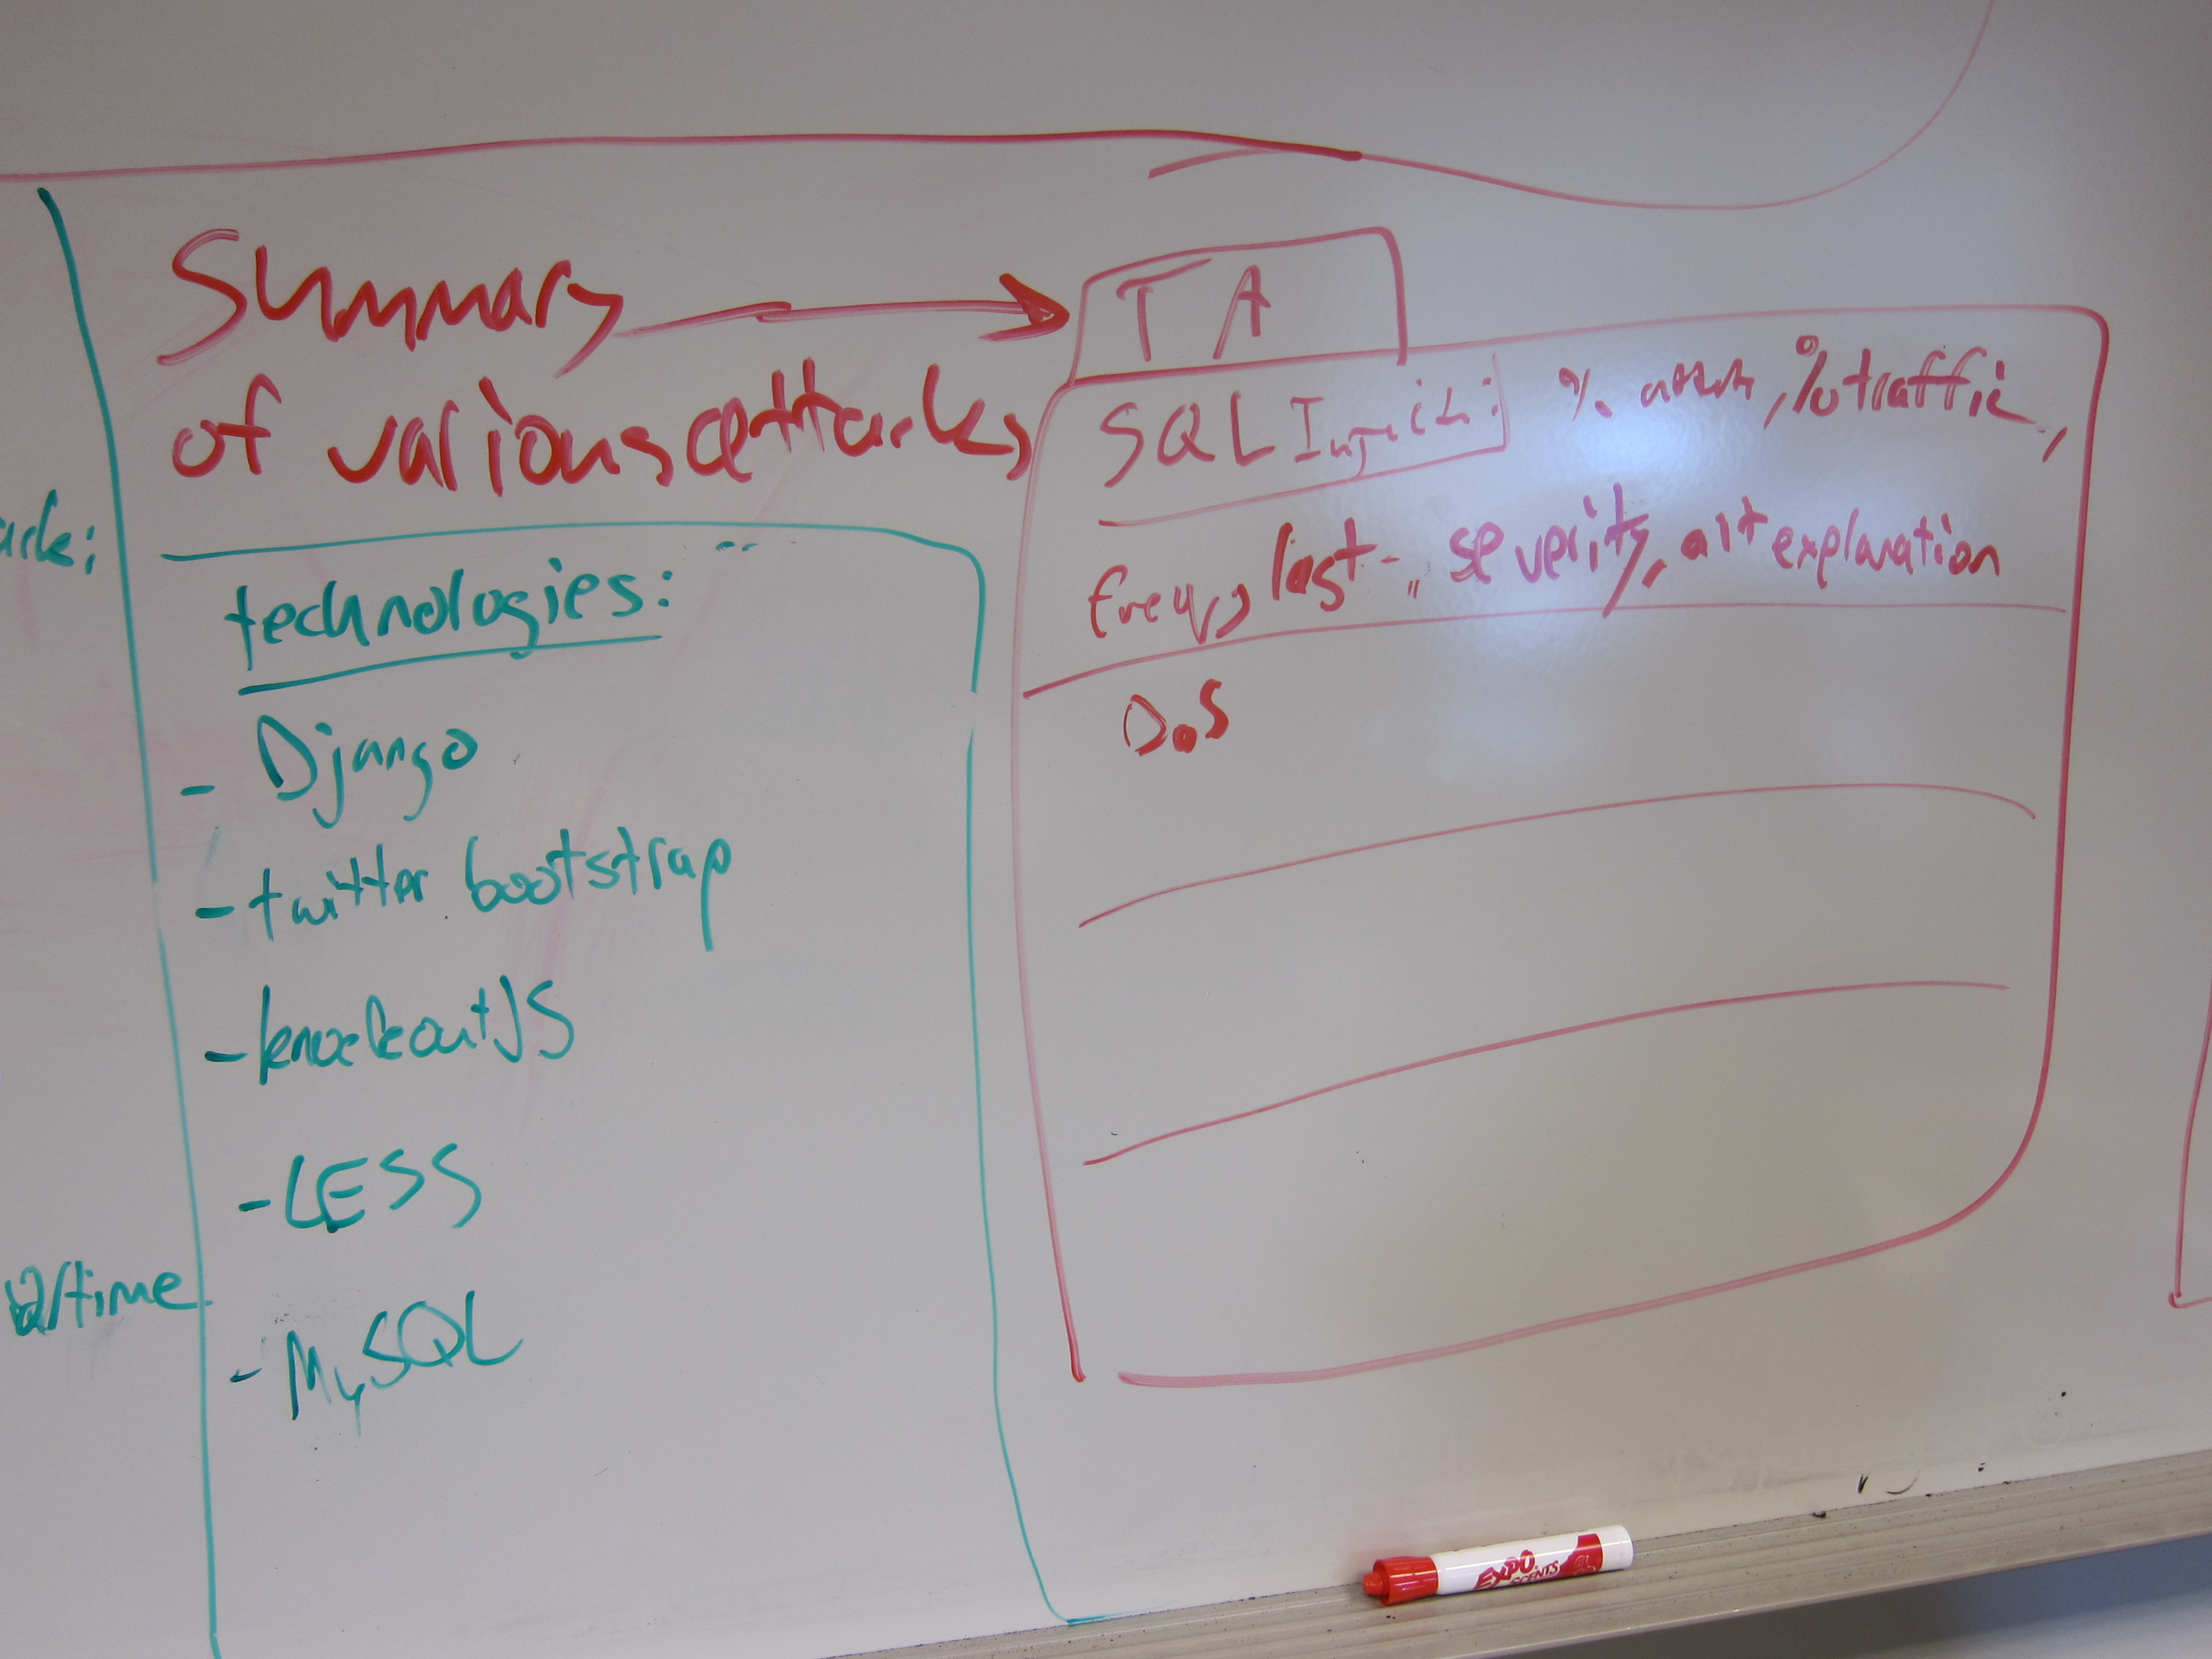 Summary
of various attacks
technologies:
- Django
- twitter bootstrap
- knockoutJS
- LESS
- MySQL
/time
TA
SQL Injection: % attack, % traffic,
freq, last -, severity, alt explanation
DoS
EXPO
SCENTS